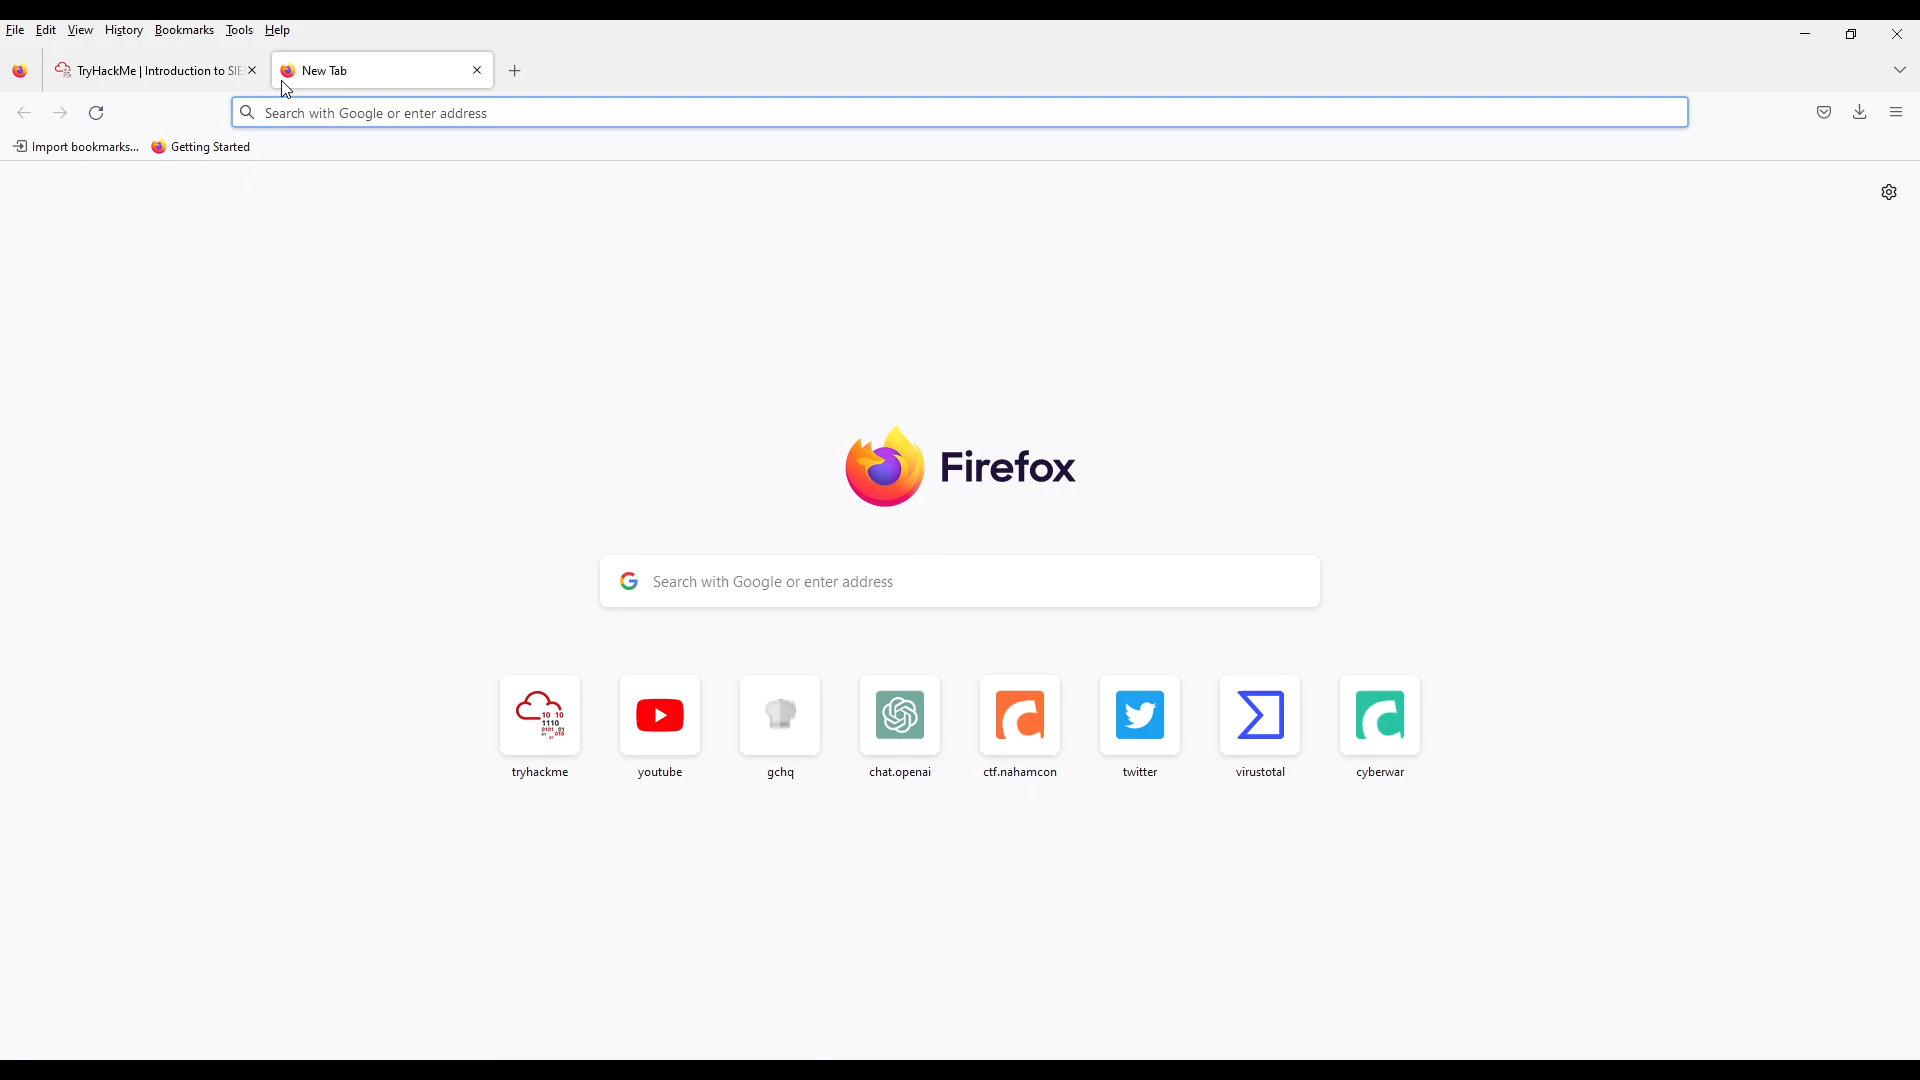 File Edit View History Bookmarks Tools Help
TryHackMe | Introduction to SIE
New Tab
Search with Google or enter address
Import bookmarks... Getting Started
Firefox
Search with Google or enter address
tryhackme youtube gchq chat.openai ctf.nahamcon twitter virustotal cyberwar